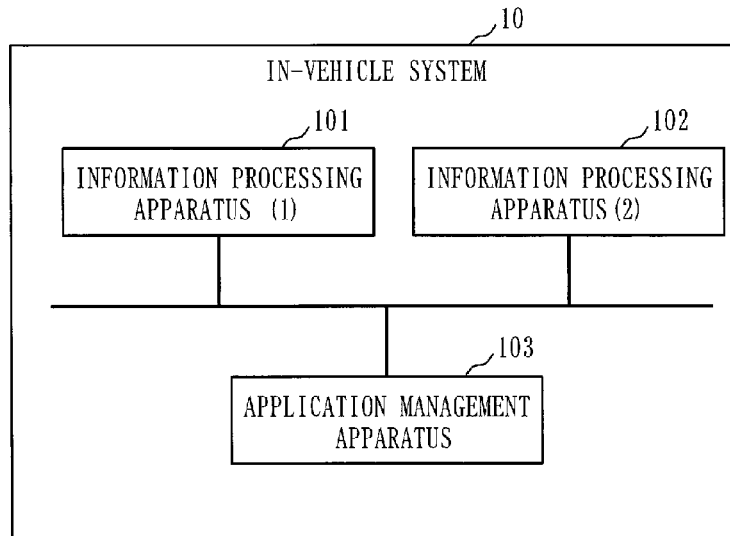 10
IN-VEHICLE SYSTEM
101
102
INFORMATION PROCESSING
APPARATUS (1)
INFORMATION PROCESSING
APPARATUS(2)
103
APPLICATION MANAGEMENT
APPARATUS